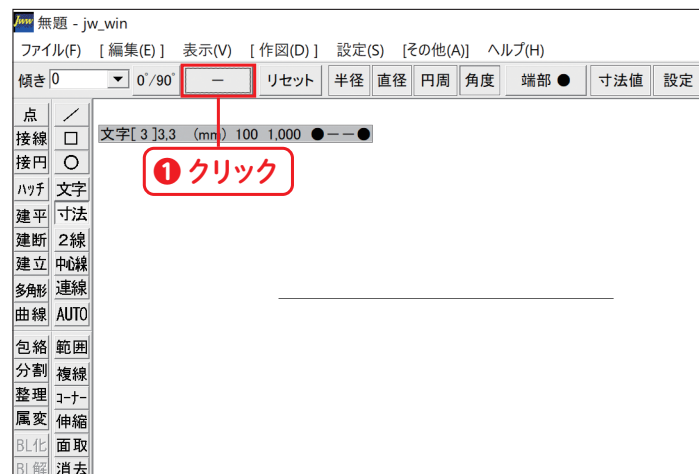 Jww 無題 - jw_win
ファイル(F) [ 編集(E) ] 表示(V) [ 作図(D) ] 設定(S) [その他(A)] ヘルプ(H)
傾き 0 0°/90° － リセット 半径 直径 円周 角度 端部 ● 寸法値 設定
点 ／
文字[ 3 ]3,3 (mm) 100 1,000 ●－－●
接線 □
接円 ○
❶ クリック
ハッチ 文字
建平 寸法
建断 2線
建立 中心線
多角形 連線
曲線 AUTO
包絡 範囲
分割 複線
整理 コーナー
属変 伸縮
BL化 面取
BL解 消去